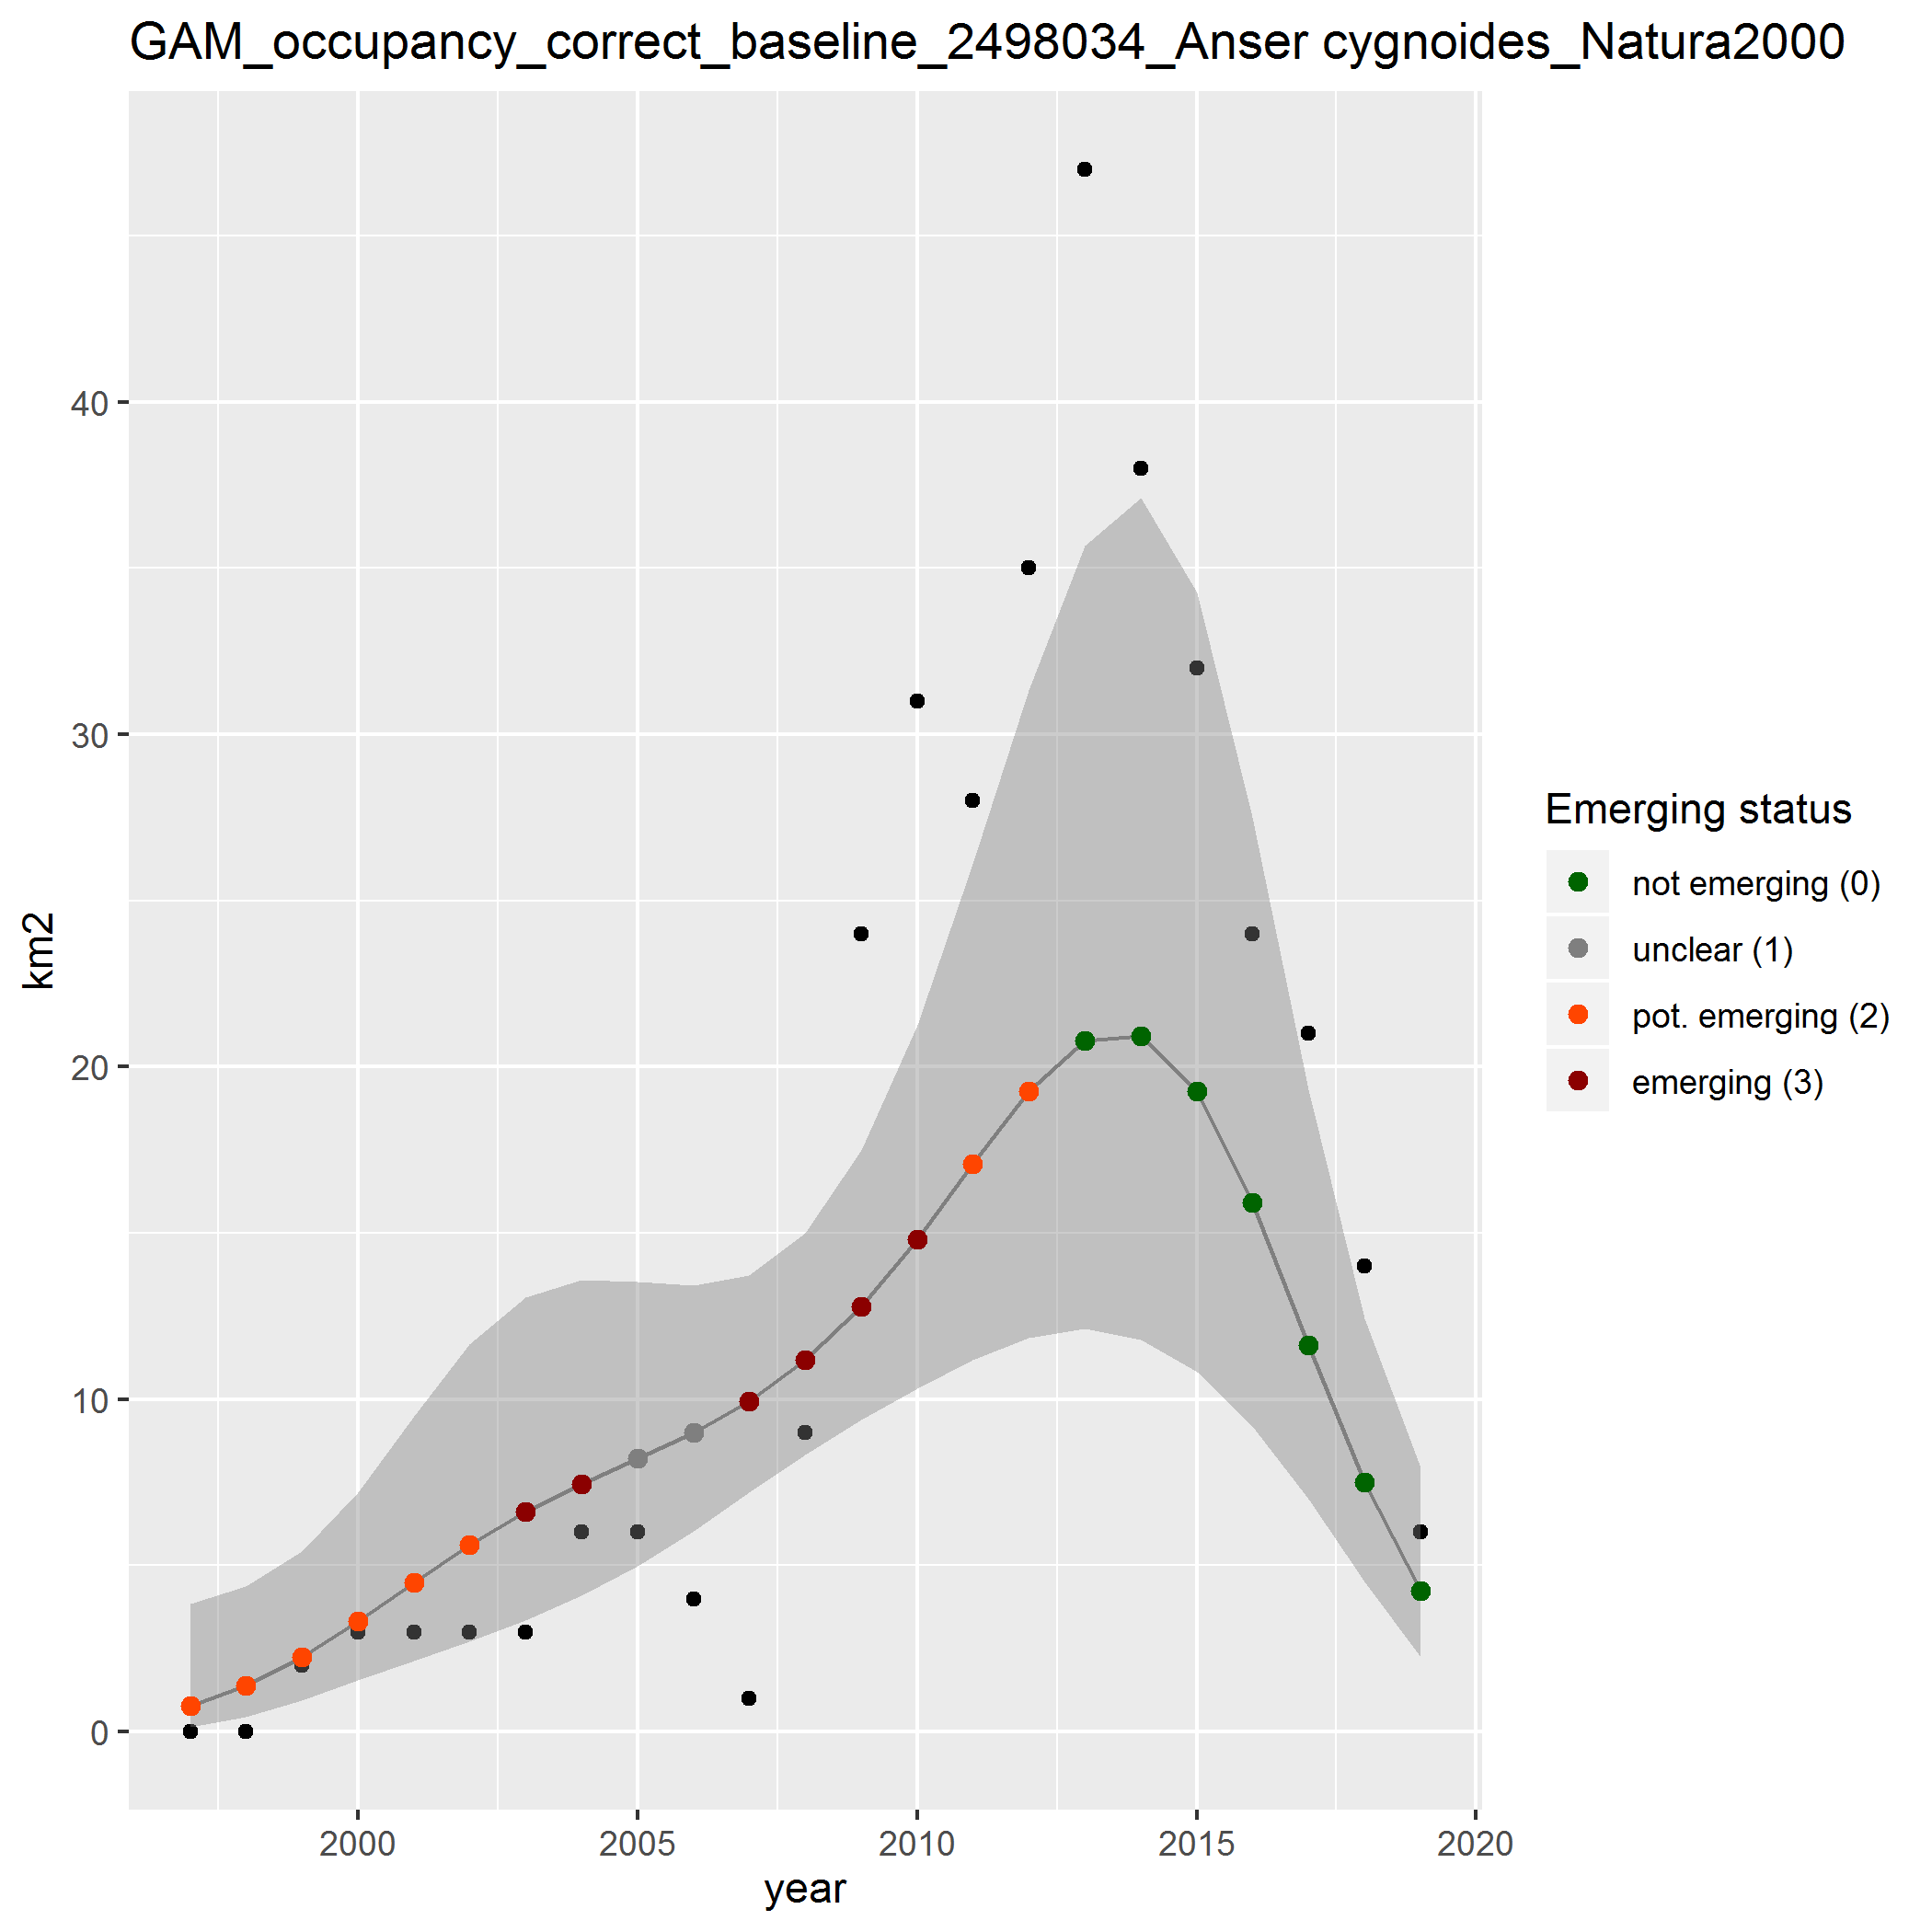 GAM_occupancy_correct_baseline_2498034_Anser cygnoides_Natura2000
40
30
20
10
0
km2
2000
2005
2010
2015
2020
year
Emerging status
not emerging (0)
unclear (1)
pot. emerging (2)
emerging (3)